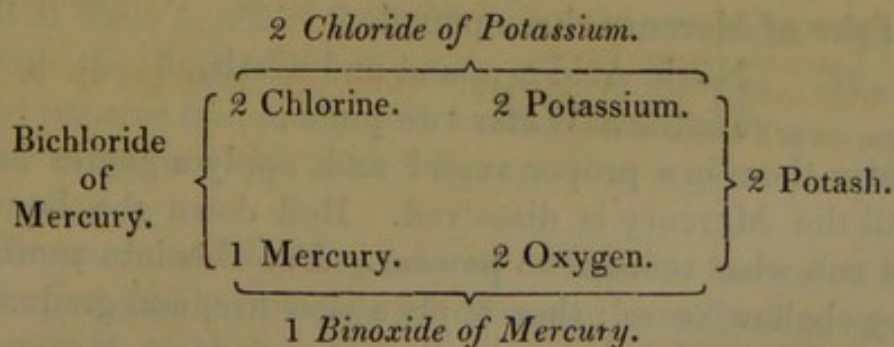 2 Chloride of Potassium.
2 Chlorine. 2 Potassium.
Bichloride
of
Mercury.
2 Potash.
1 Mercury. 2 Oxygen.
1 Binoxide of Mercury.